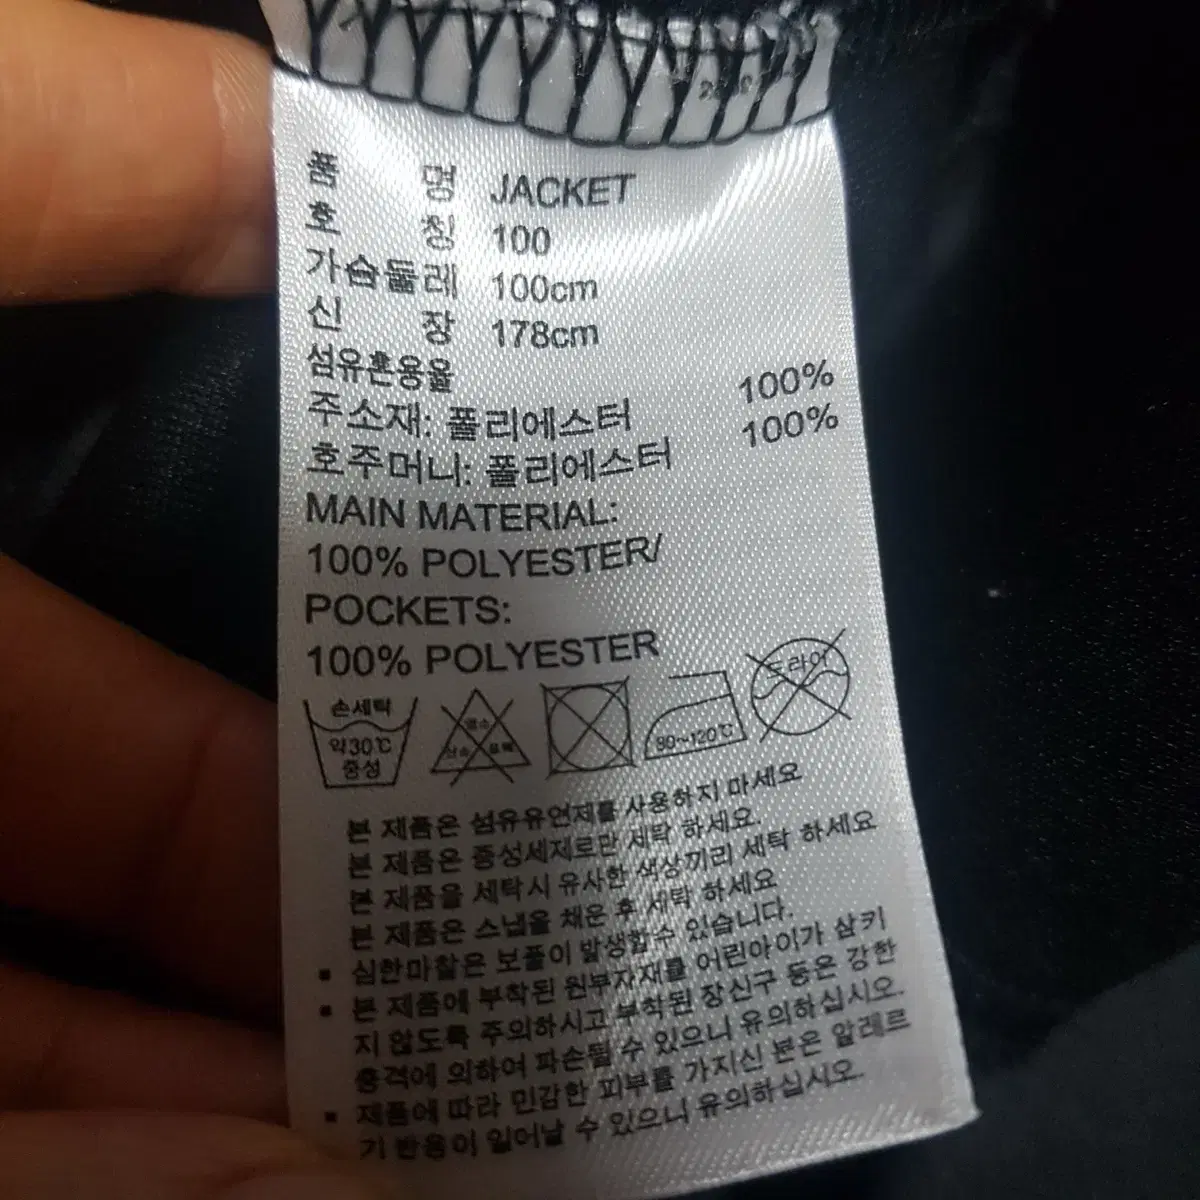 품 명 JACKET
호 칭 100
가슴둘레 100cm
신 장 178cm
섬유혼용율
주소재: 폴리에스터 100%
호주머니: 폴리에스터 100%
MAIN MATERIAL:
100% POLYESTER/
POCKETS:
100% POLYESTER
손세탁
약30℃
중성
염소
산소 표백
80~120℃
드라이
본 제품은 섬유유연제를 사용하지 마세요
본 제품은 중성세제로만 세탁 하세요.
본 제품을 세탁시 유사한 색상끼리 세탁 하세요
본 제품은 스냅을 채운 후 세탁 하세요
▪ 심한마찰은 보풀이 발생할수 있습니다.
▪ 본 제품에 부착된 원부자재를 어린아이가 삼키
지 않도록 주의하시고 부착된 장신구 등은 강한
충격에 의하여 파손될 수 있으니 유의하십시오.
▪ 제품에 따라 민감한 피부를 가지신 분은 알레르
기 반응이 일어날 수 있으니 유의하십시오.